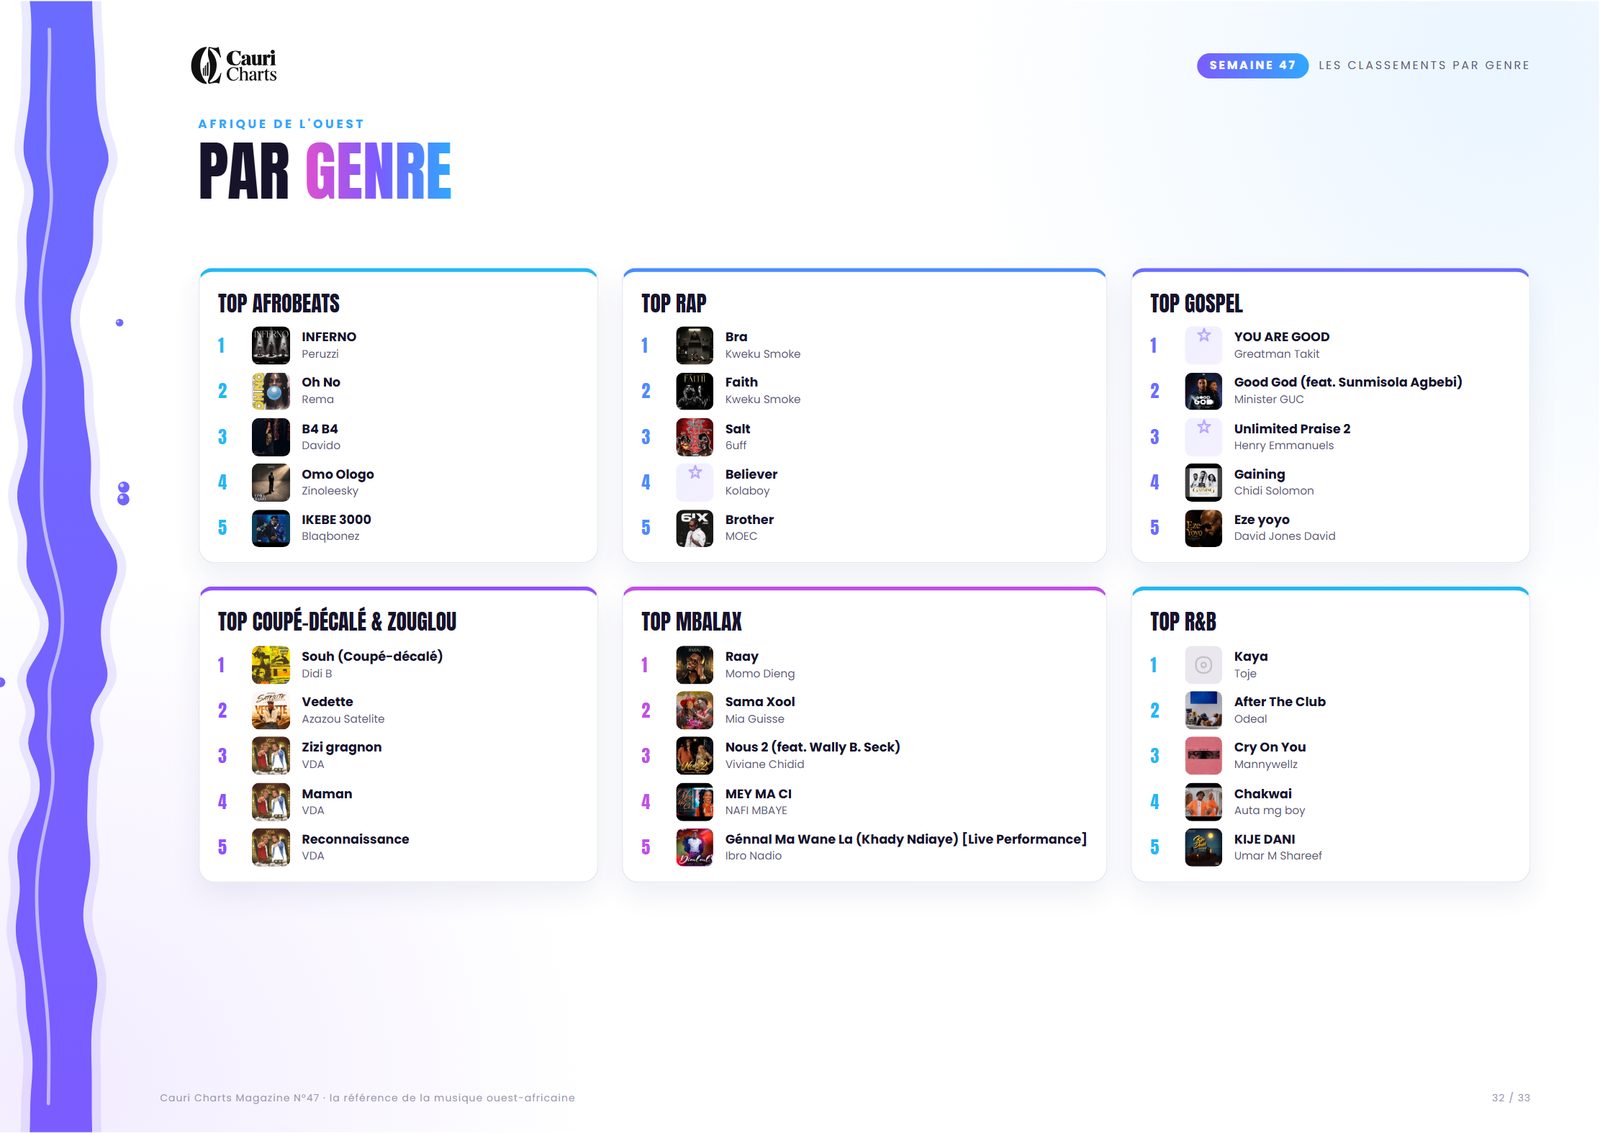 Cauri
Charts
SEMAINE 47
LES CLASSEMENTS PAR GENRE
AFRIQUE DE L'OUEST
PAR GENRE
TOP AFROBEATS
1
INFERNO
Peruzzi
2
Oh No
Rema
3
B4 B4
Davido
4
Omo Ologo
Zinoleesky
5
IKEBE 3000
Blaqbonez
TOP RAP
1
Bra
Kweku Smoke
2
Faith
Kweku Smoke
3
Salt
6uff
4
Believer
Kolaboy
5
Brother
MOEC
TOP GOSPEL
1
YOU ARE GOOD
Greatman Takit
2
Good God (feat. Sunmisola Agbebi)
Minister GUC
3
Unlimited Praise 2
Henry Emmanuels
4
Gaining
Chidi Solomon
5
Eze yoyo
David Jones David
TOP COUPÉ-DÉCALÉ & ZOUGLOU
1
Souh (Coupé-décalé)
Didi B
2
Vedette
Azazou Satelite
3
Zizi gragnon
VDA
4
Maman
VDA
5
Reconnaissance
VDA
TOP MBALAX
1
Raay
Momo Dieng
2
Sama Xool
Mia Guisse
3
Nous 2 (feat. Wally B. Seck)
Viviane Chidid
4
MEY MA CI
NAFI MBAYE
5
Génnal Ma Wane La (Khady Ndiaye) [Live Performance]
Ibro Nadio
TOP R&B
1
Kaya
Toje
2
After The Club
Odeal
3
Cry On You
Mannywellz
4
Chakwai
Auta mg boy
5
KIJE DANI
Umar M Shareef
Cauri Charts Magazine N°47 · la référence de la musique ouest-africaine
32 / 33